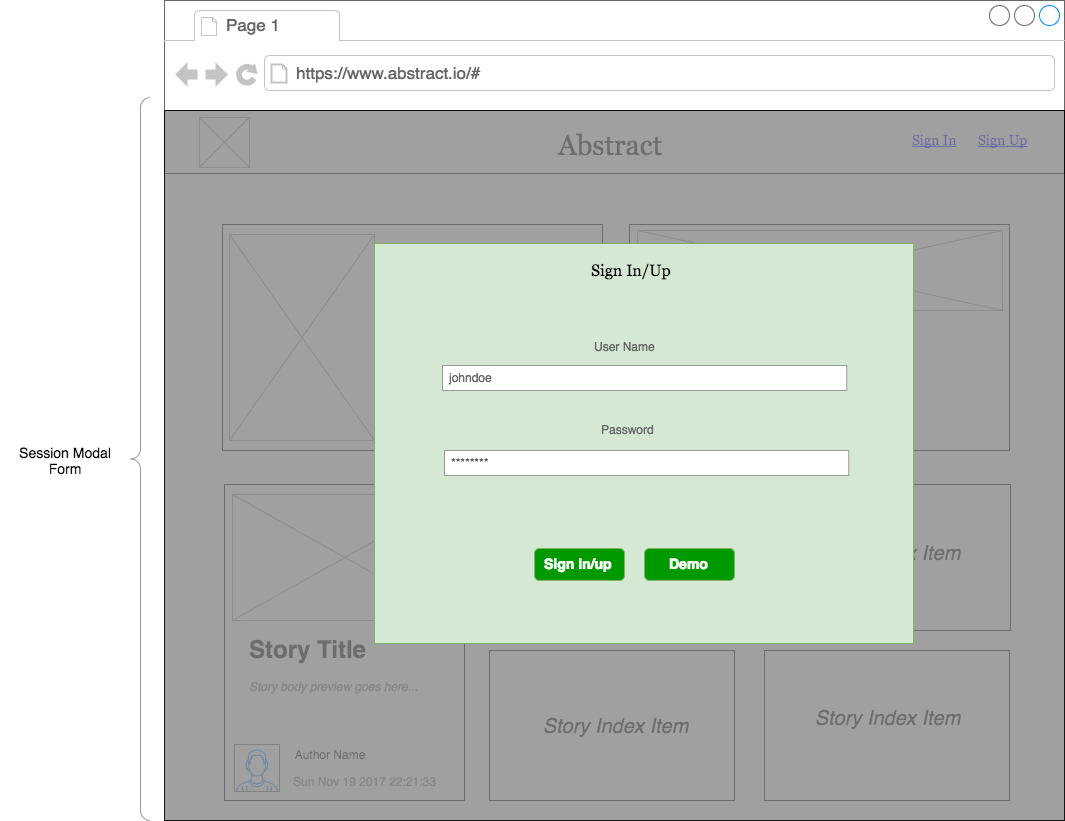 Page 1
https://www.abstract.io/#
Abstract
Sign In
Sign Up
Sign In/Up
User Name
johndoe
Password
********
Sign in/up
Demo
Session Modal
Form
Item
Story Title
Story body preview goes here...
Author Name
Sun Nov 19 2017 22:21:33
Story Index Item
Story Index Item